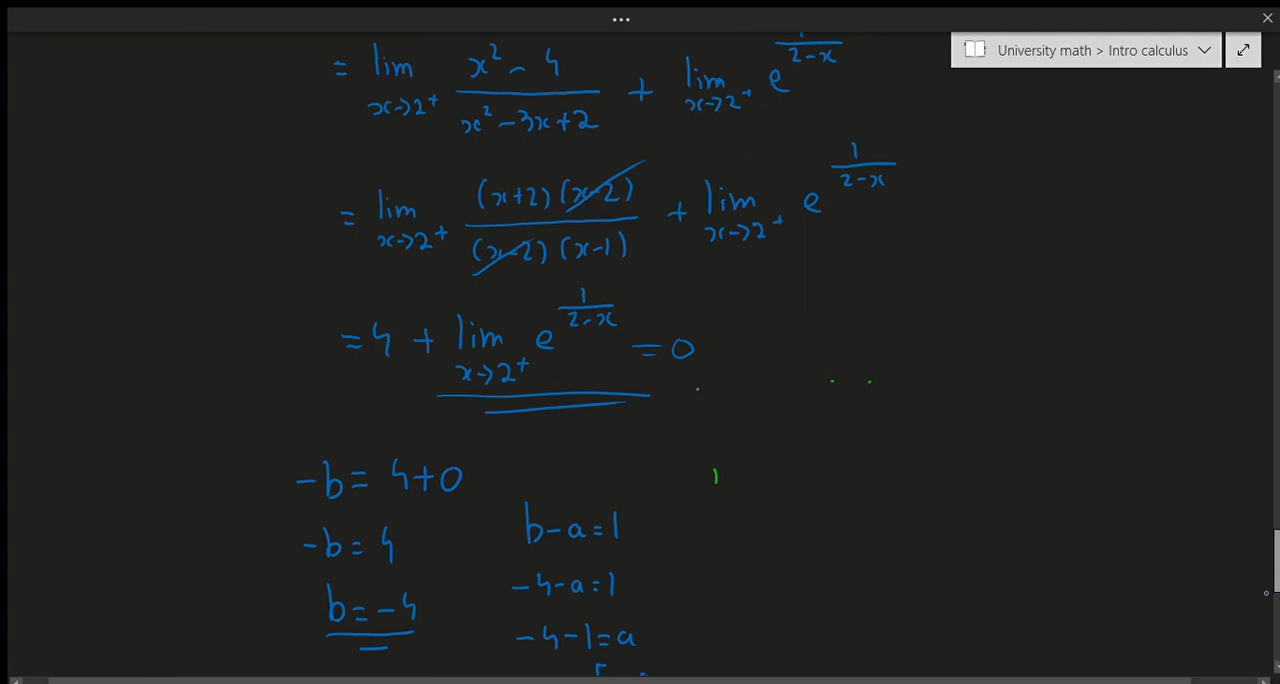 ...
University math > Intro calculus
= lim x→2⁺ (x² - 4)/(x² - 3x + 2) + lim x→2⁺ e^(1/(2-x))
= lim x→2⁺ ((x+2)(x-2))/((x-2)(x-1)) + lim x→2⁺ e^(1/(2-x))
= 4 + lim x→2⁺ e^(1/(2-x)) = 0
-b = 4+0
-b = 4
b = -4
b-a = 1
-4-a = 1
-4-1 = a